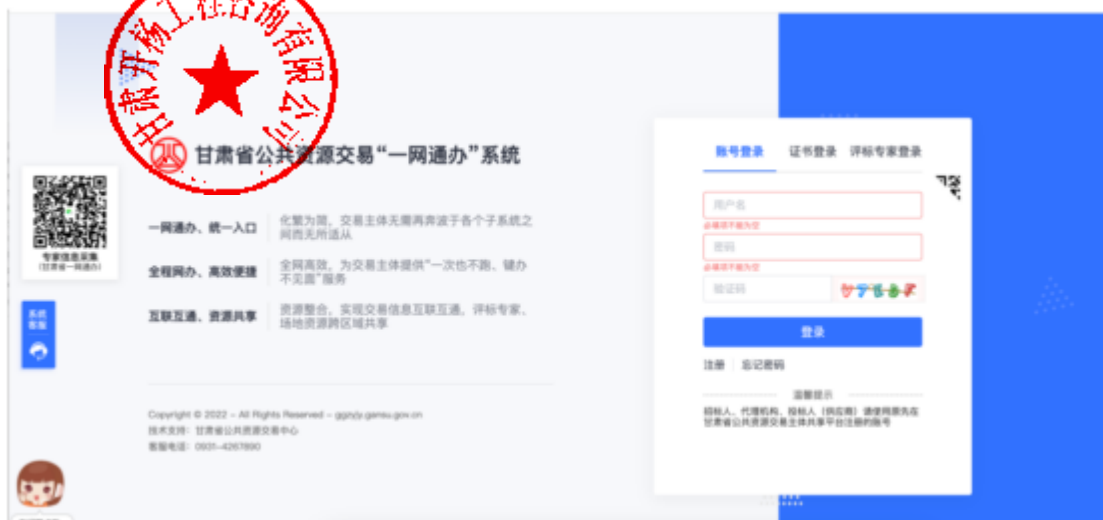 甘肃开杨工程咨询有限公司
甘肃省公共资源交易“一网通办”系统
专家信息采集
(甘肃省一网通办)
系统
客服
一网通办、统一入口
化繁为简，交易主体无需再奔波于各个子系统之
间而无所适从
全程网办、高效便捷
全网高效，为交易主体提供“一次也不跑、键办
不见面”服务
互联互通、资源共享
资源整合，实现交易信息互联互通，评标专家、
场地资源跨区域共享
Copyright © 2022 - All Rights Reserved - ggzyjy.gansu.gov.cn
技术支持：甘肃省公共资源交易中心
客服电话：0931-4267890
账号登录 证书登录 评标专家登录
用户名
必填项不能为空
密码
必填项不能为空
验证码
登录
注册 忘记密码
温馨提示
招标人、代理机构、投标人（供应商）请使用原先在
甘肃省公共资源交易主体共享平台注册的账号